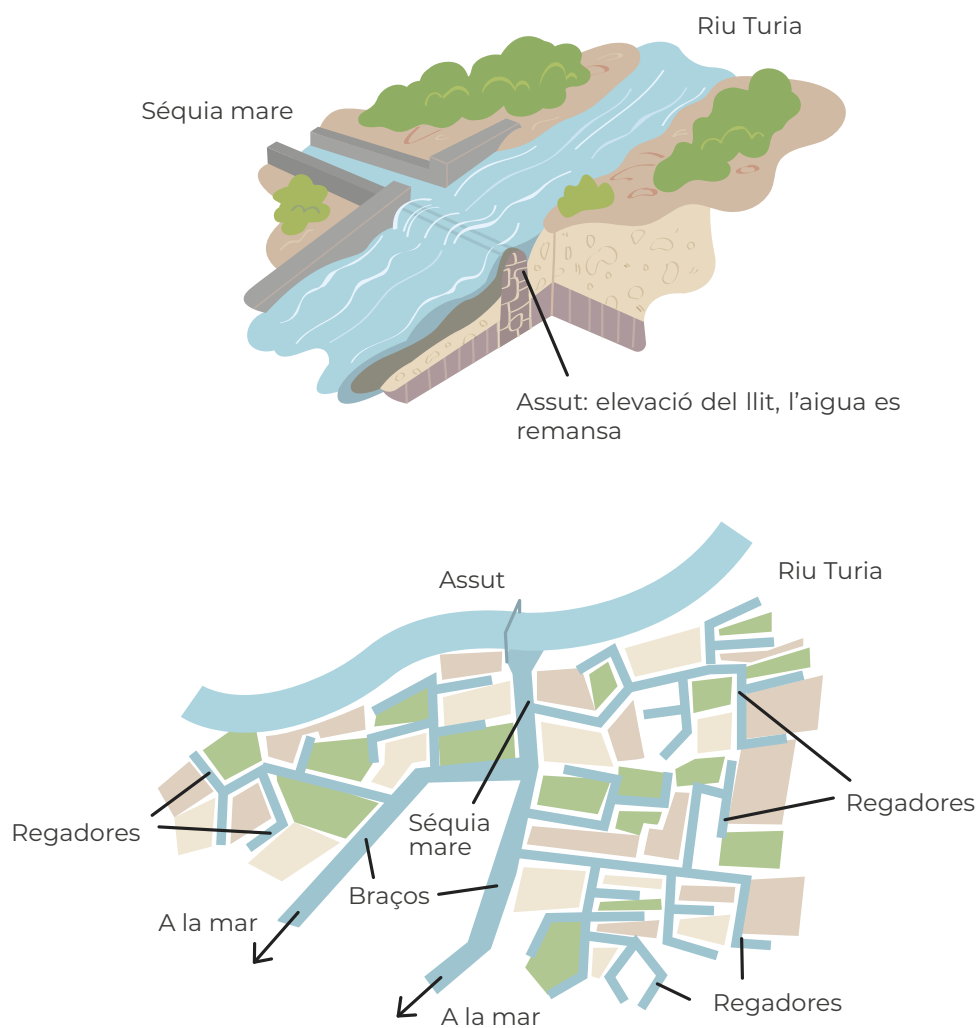 Riu Turia
Séquia mare
Assut: elevació del llit, l'aigua es
remansa
Assut
Riu Turia
Regadores
Séquia
mare
Regadores
Braços
A la mar
Regadores
A la mar